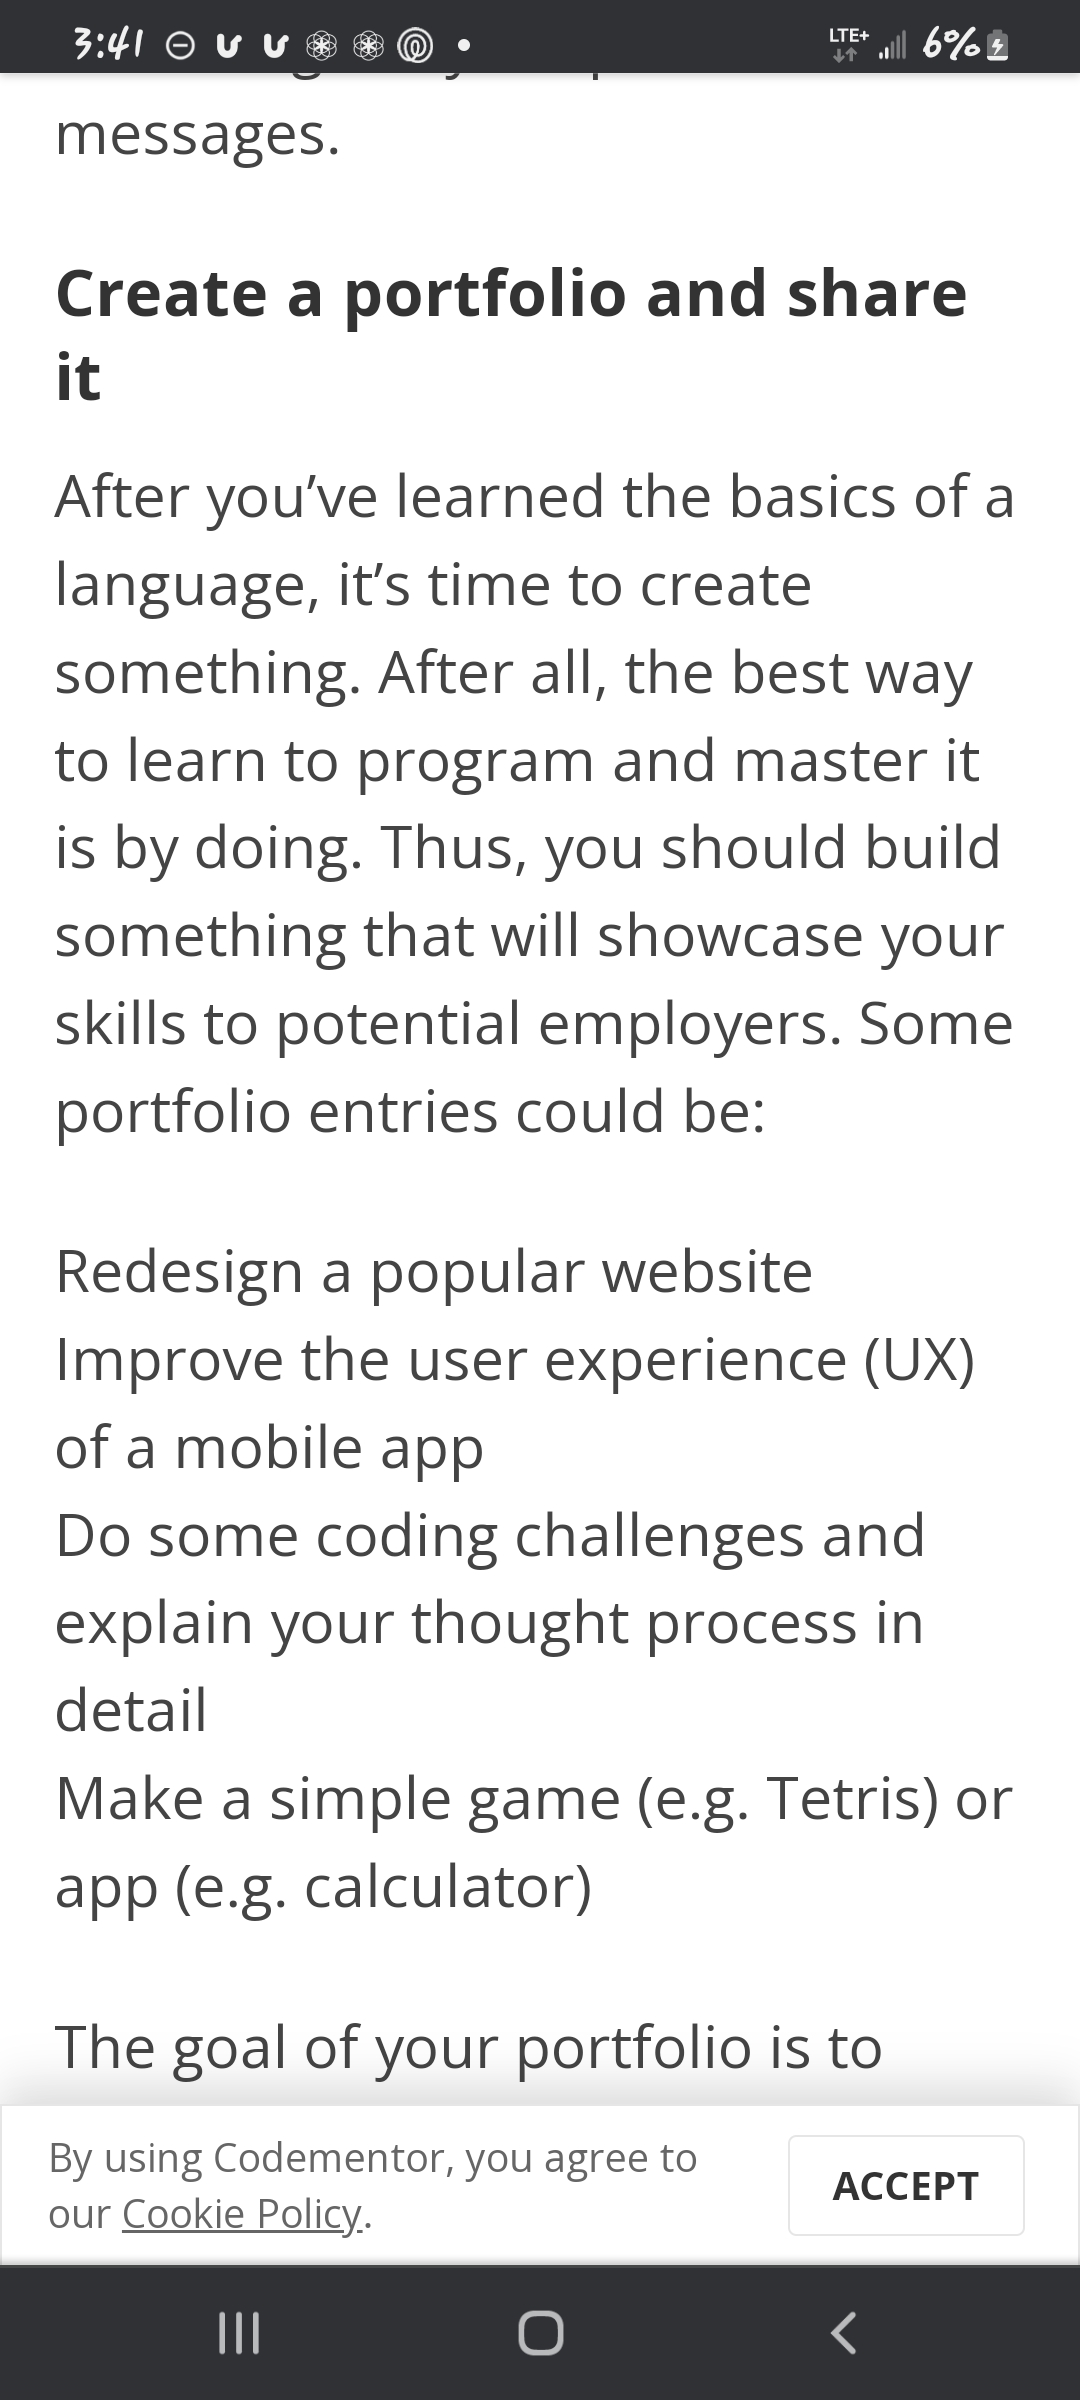 3:41
LTE+ 6%
messages.
Create a portfolio and share
it
After you’ve learned the basics of a
language, it’s time to create
something. After all, the best way
to learn to program and master it
is by doing. Thus, you should build
something that will showcase your
skills to potential employers. Some
portfolio entries could be:
Redesign a popular website
Improve the user experience (UX)
of a mobile app
Do some coding challenges and
explain your thought process in
detail
Make a simple game (e.g. Tetris) or
app (e.g. calculator)
The goal of your portfolio is to
By using Codementor, you agree to
our Cookie Policy.
ACCEPT